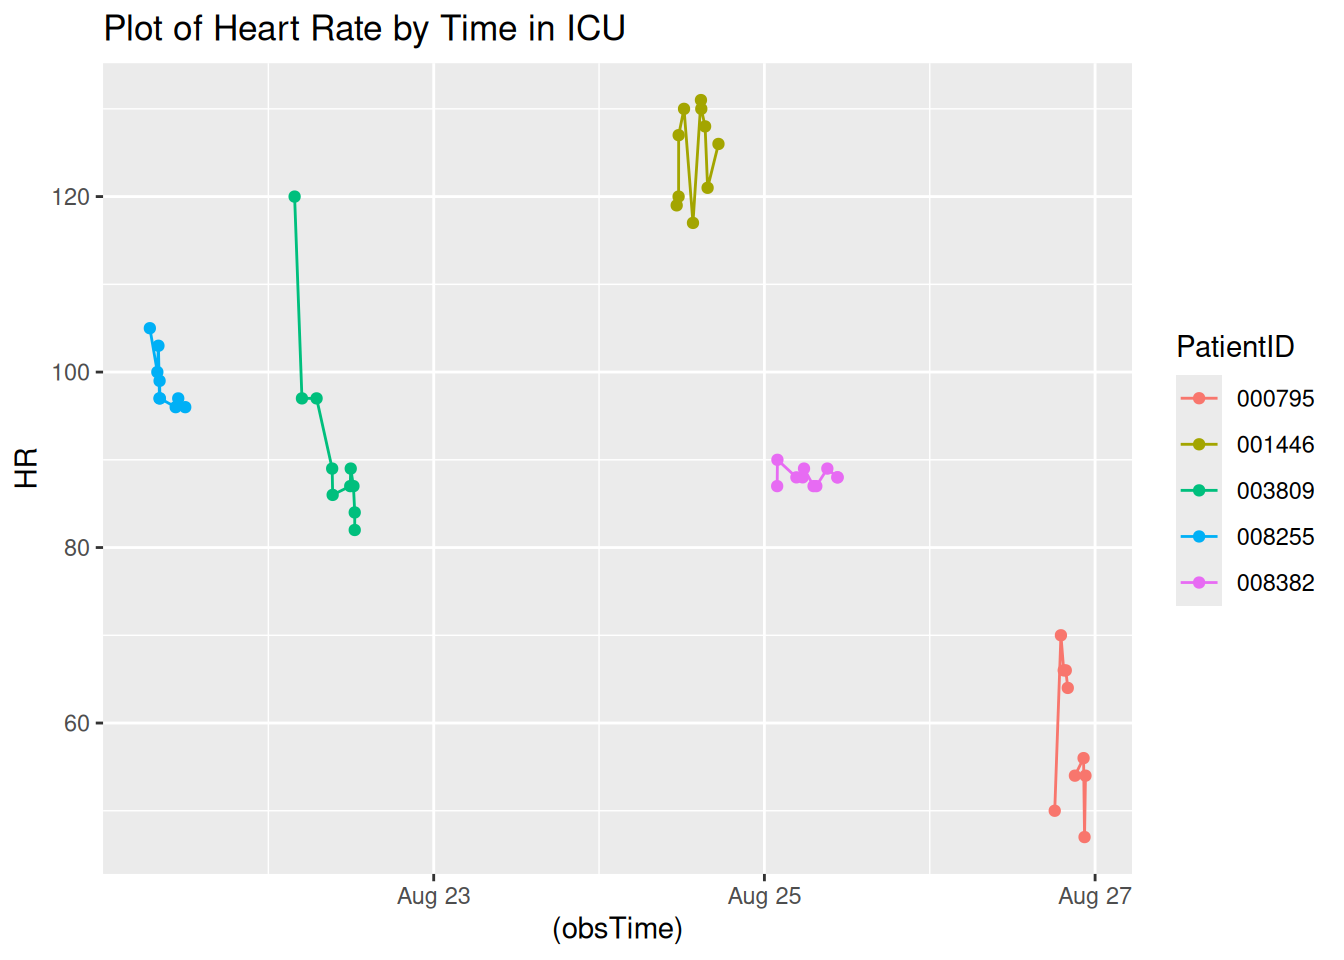 Plot of Heart Rate by Time in ICU
HR
120
100
80
60
Aug 23
Aug 25
Aug 27
(obsTime)
PatientID
000795
001446
003809
008255
008382